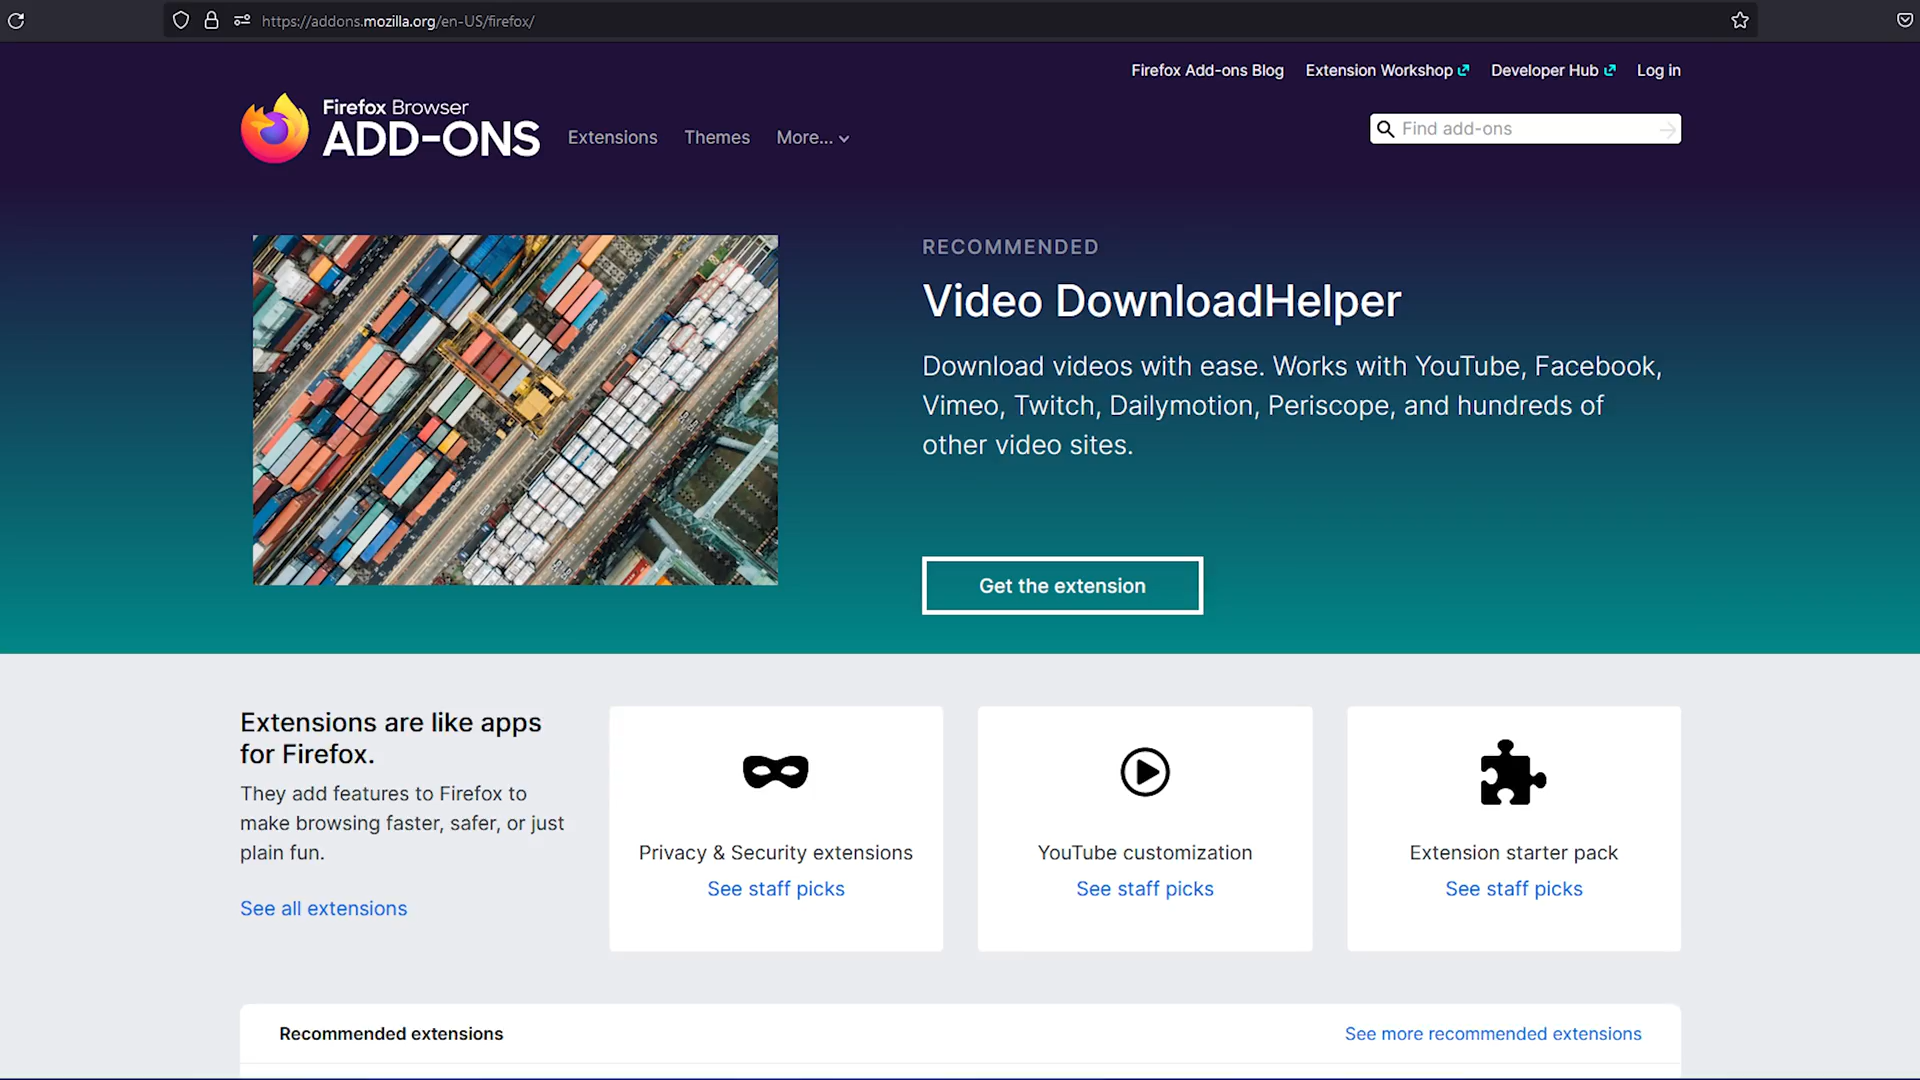 https://addons.mozilla.org/en-US/firefox/
Firefox Add-ons Blog
Extension Workshop
Developer Hub
Log in
Firefox Browser
ADD-ONS
Extensions
Themes
More...
Find add-ons
RECOMMENDED
Video DownloadHelper
Download videos with ease. Works with YouTube, Facebook,
Vimeo, Twitch, Dailymotion, Periscope, and hundreds of
other video sites.
Get the extension
Extensions are like apps
for Firefox.
They add features to Firefox to
make browsing faster, safer, or just
plain fun.
See all extensions
Privacy & Security extensions
See staff picks
YouTube customization
See staff picks
Extension starter pack
See staff picks
Recommended extensions
See more recommended extensions